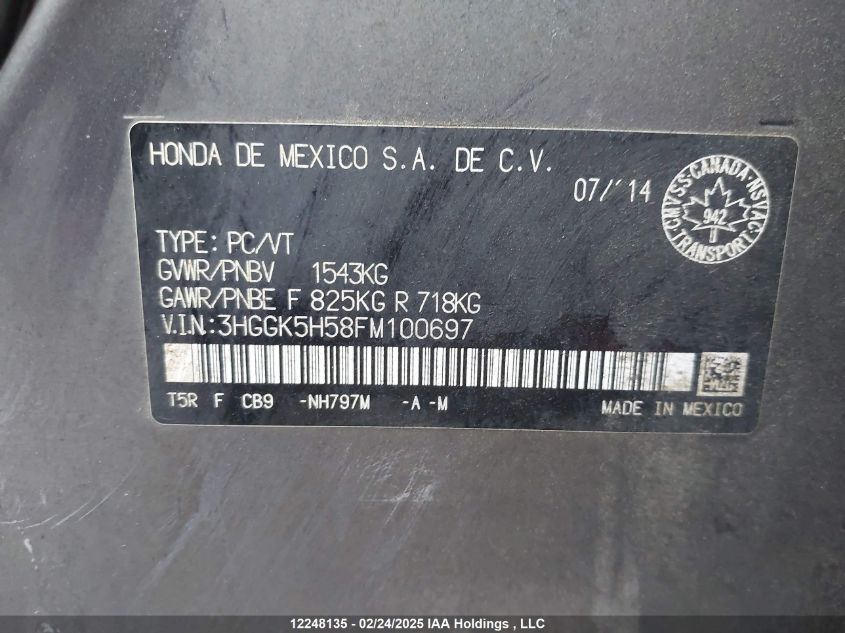 HONDA DE MEXICO S.A. DE C.V.
07/'14
CMVSS·CANADA·NSVAC
942
TRANSPORT
TYPE: PC/VT
GVWR/PNBV 1543KG
GAWR/PNBE F 825KG R 718KG
V.I.N.:3HGGK5H58FM100697
T5R F CB9 -NH797M -A -M
MADE IN MEXICO
12248135 - 02/24/2025 IAA Holdings , LLC